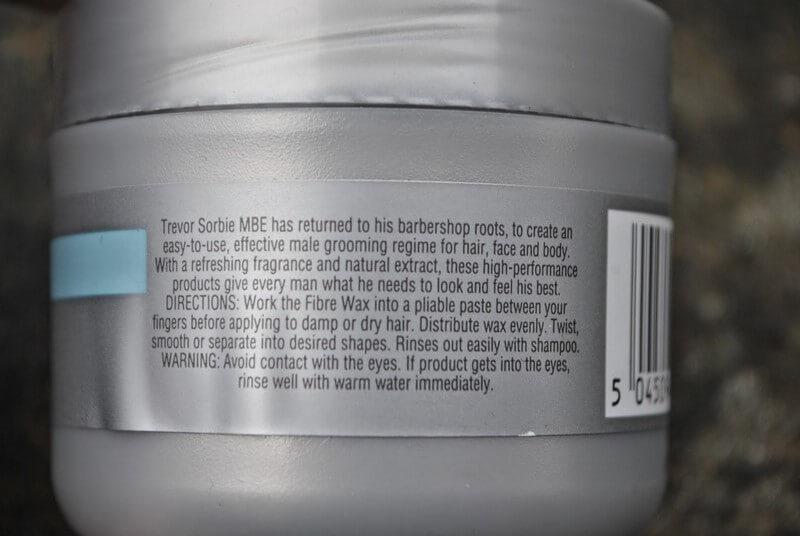 Trevor Sorbie MBE has returned to his barbershop roots, to create an
easy-to-use, effective male grooming regime for hair, face and body.
With a refreshing fragrance and natural extract, these high-performance
products give every man what he needs to look and feel his best.
DIRECTIONS: Work the Fibre Wax into a pliable paste between your
fingers before applying to damp or dry hair. Distribute wax evenly. Twist,
smooth or separate into desired shapes. Rinses out easily with shampoo.
WARNING: Avoid contact with the eyes. If product gets into the eyes,
rinse well with warm water immediately.
5 04509